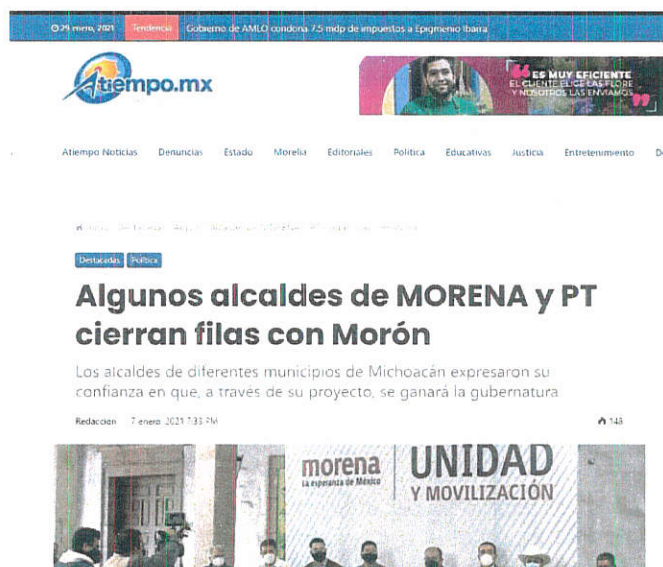 29 enero, 2021 Tendencia Gobierno de AMLO condona 7.5 mdp de impuestos a Epigmenio Ibarra
Atiempo.mx
ES MUY EFICIENTE
EL CLIENTE ELIGE LAS FLORE
Y NOSOTROS LAS ENVIAMOS
Atiempo Noticias Denuncias Estado Morelia Editoriales Política Educativas Justicia Entretenimiento De
Destacadas Política
Algunos alcaldes de MORENA y PT
cierran filas con Morón
Los alcaldes de diferentes municipios de Michoacán expresaron su
confianza en que, a través de su proyecto, se ganará la gubernatura
Redaccion 7 enero, 2021 7:33 PM 148
morena
La esperanza de México
UNIDAD
Y MOVILIZACIÓN